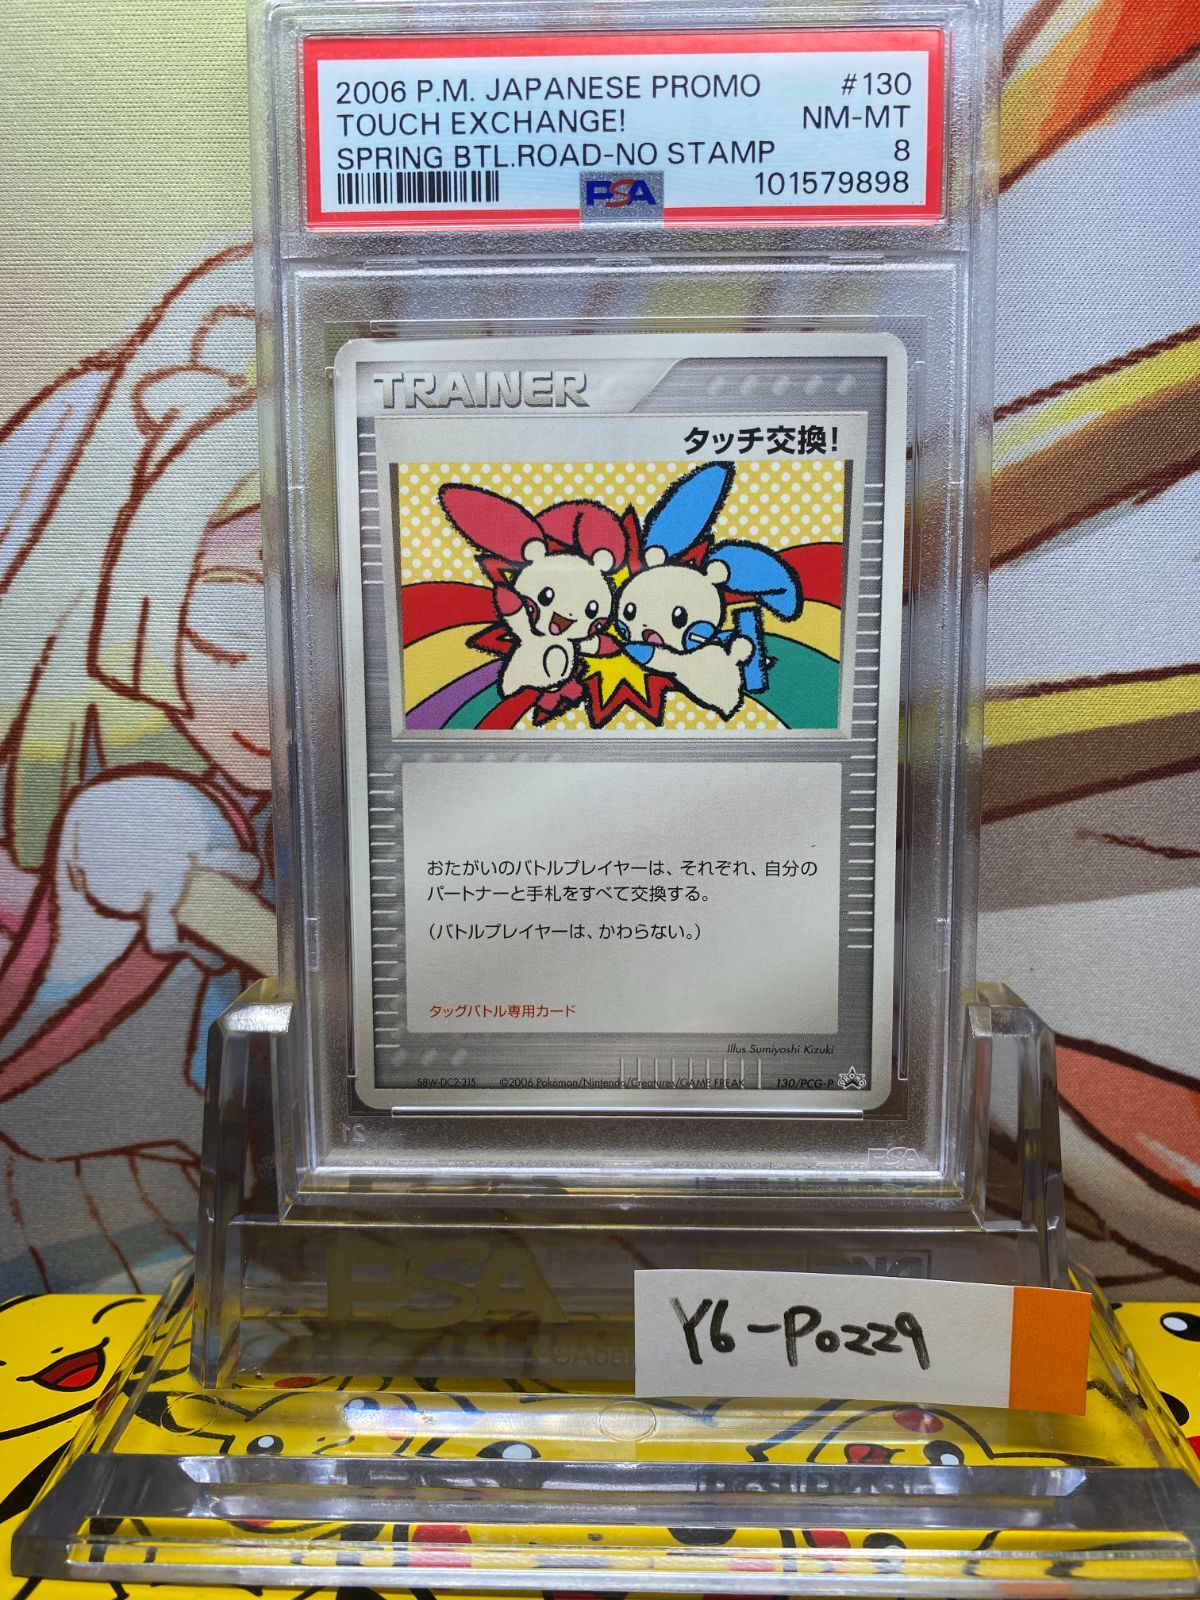 2006 P.M. JAPANESE PROMO #130
TOUCH EXCHANGE! NM-MT
SPRING BTL.ROAD-NO STAMP 8
PSA 101579898
TRAINER
タッチ交換!
おたがいのバトルプレイヤーは、それぞれ、自分の
パートナーと手札をすべて交換する。
(バトルプレイヤーは、かわらない。)
タッグバトル専用カード
Illus. Sumiyoshi Kizuki
©2006 Pokémon/Nintendo/Creatures/GAME FREAK 130/PCG-P
PSA
PSA
Y6-P0229